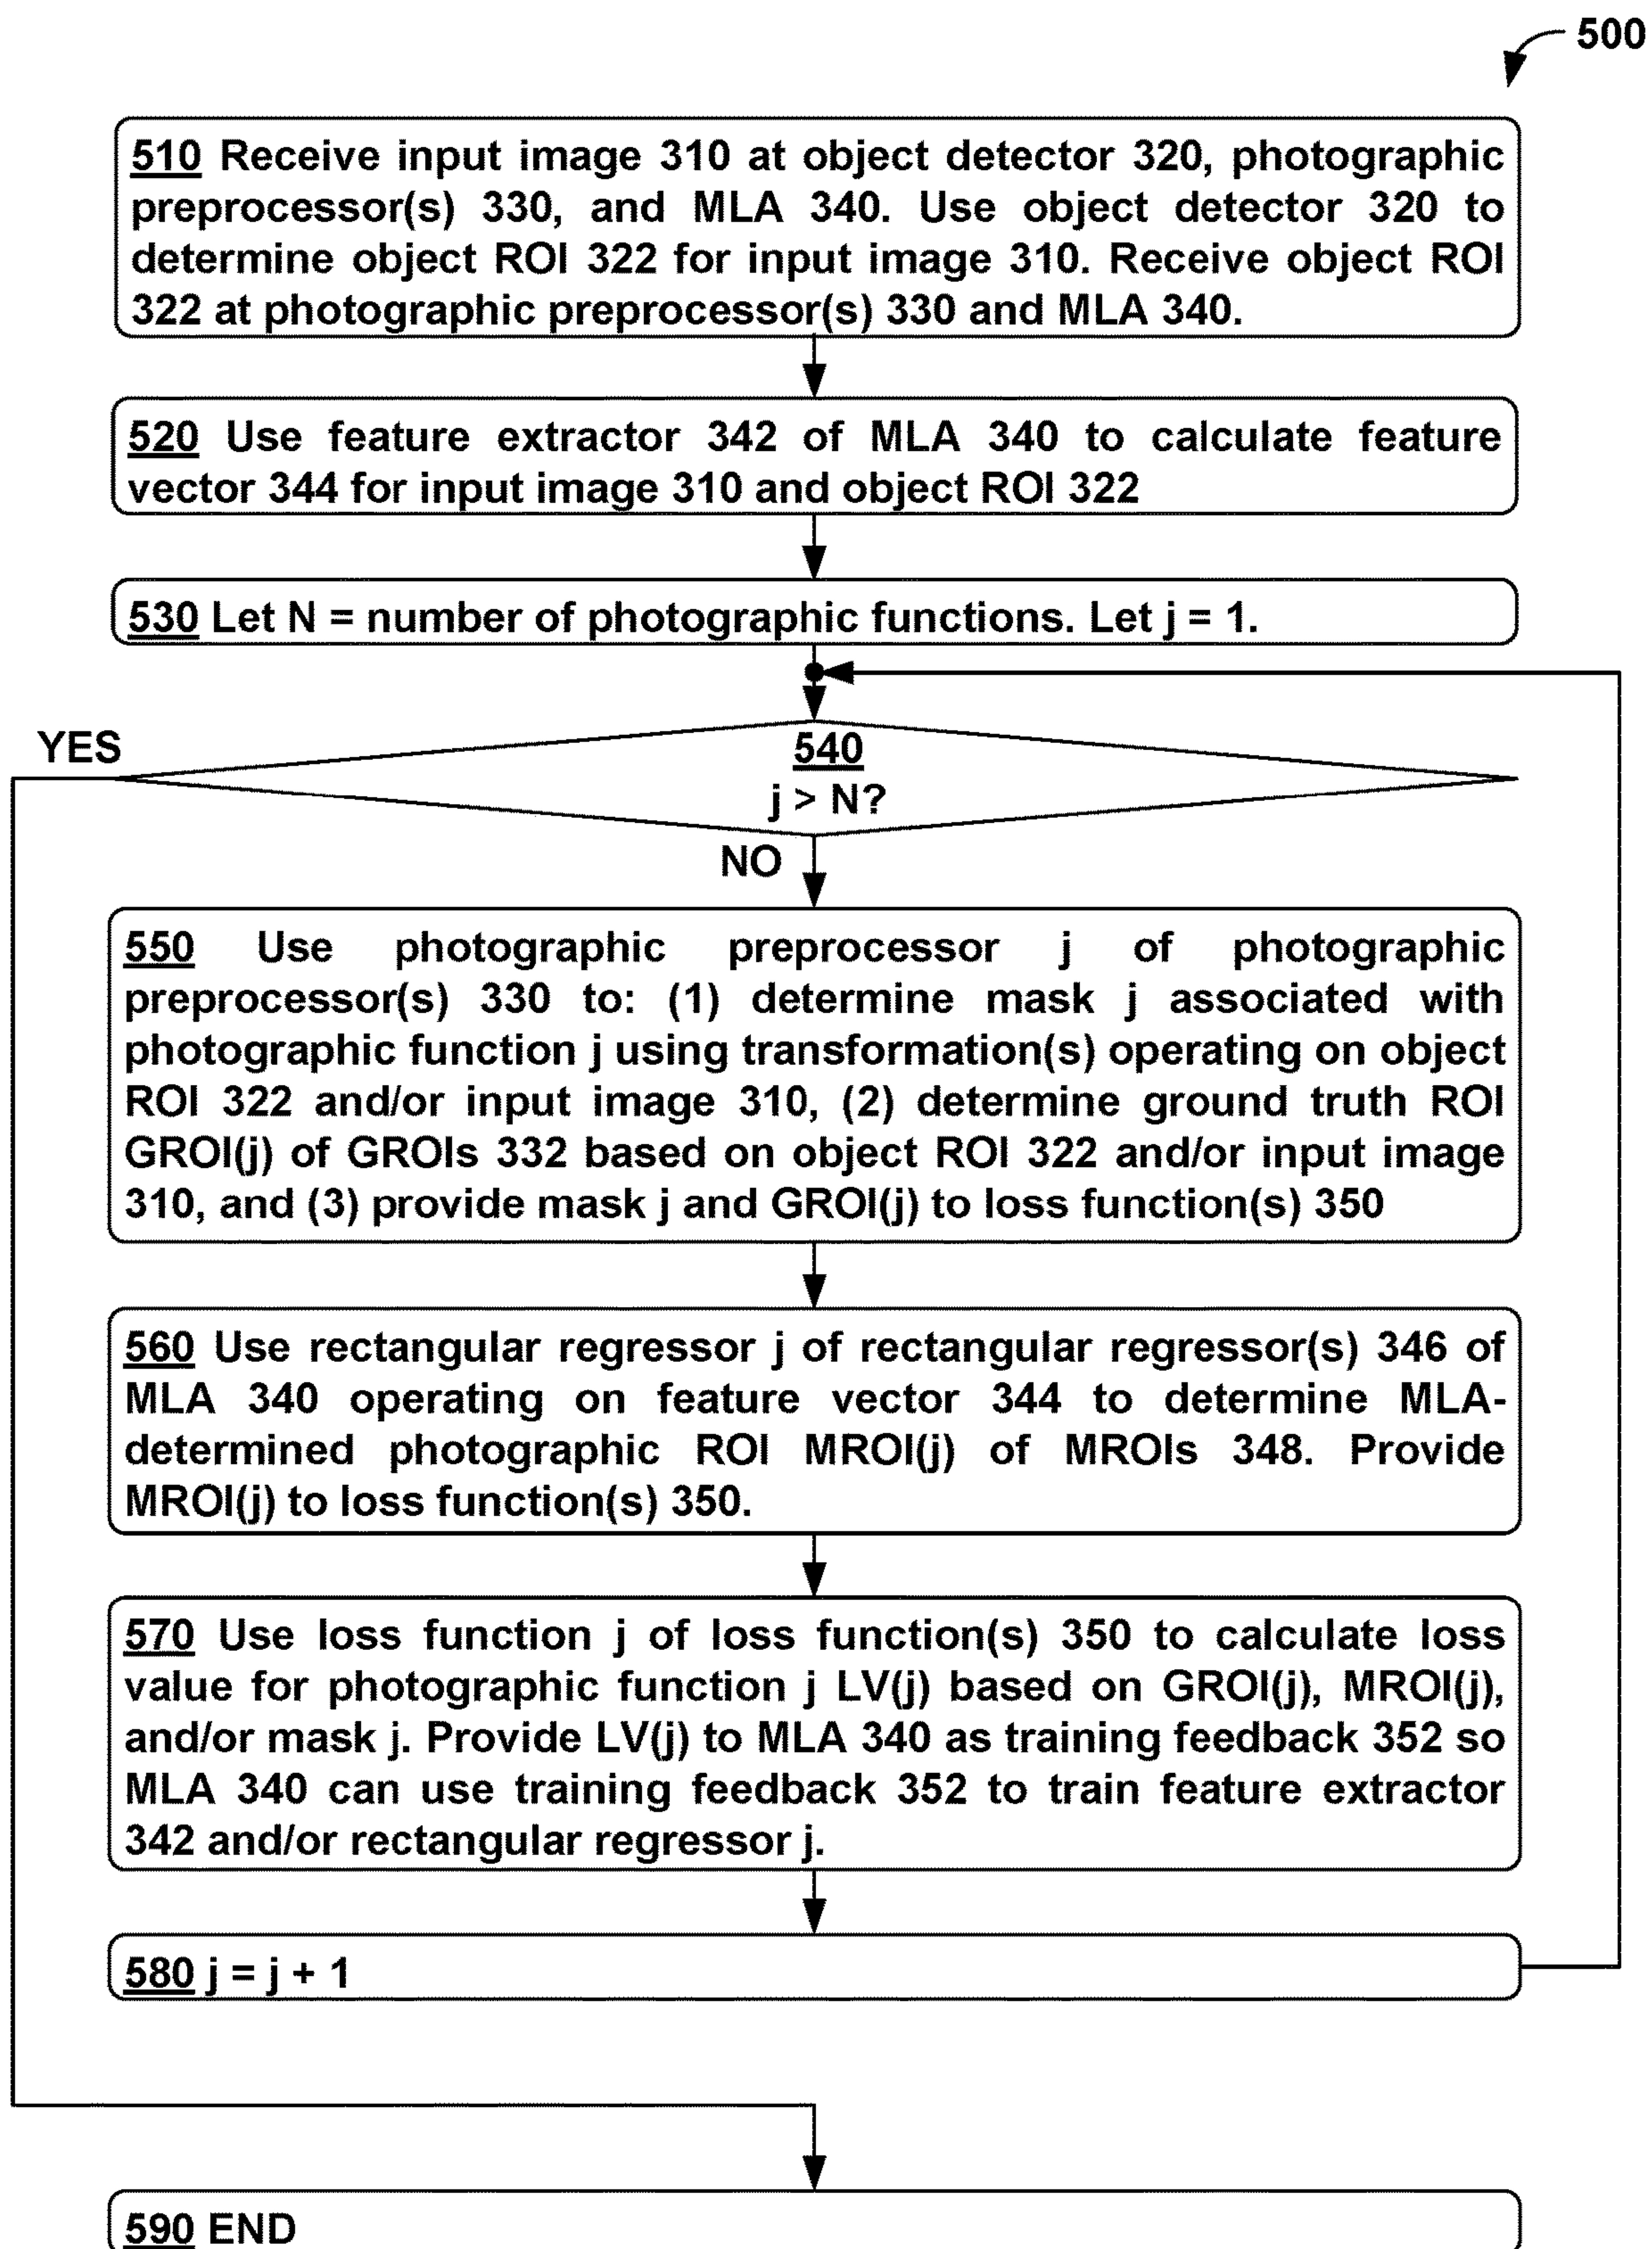 500
510 Receive input image 310 at object detector 320, photographic
preprocessor(s) 330, and MLA 340. Use object detector 320 to
determine object ROI 322 for input image 310. Receive object ROI
322 at photographic preprocessor(s) 330 and MLA 340.
520 Use feature extractor 342 of MLA 340 to calculate feature
vector 344 for input image 310 and object ROI 322
530 Let N = number of photographic functions. Let j = 1.
YES
540
j > N?
NO
550 Use photographic preprocessor j of photographic
preprocessor(s) 330 to: (1) determine mask j associated with
photographic function j using transformation(s) operating on object
ROI 322 and/or input image 310, (2) determine ground truth ROI
GROI(j) of GROIs 332 based on object ROI 322 and/or input image
310, and (3) provide mask j and GROI(j) to loss function(s) 350
560 Use rectangular regressor j of rectangular regressor(s) 346 of
MLA 340 operating on feature vector 344 to determine MLA-
determined photographic ROI MROI(j) of MROIs 348. Provide
MROI(j) to loss function(s) 350.
570 Use loss function j of loss function(s) 350 to calculate loss
value for photographic function j LV(j) based on GROI(j), MROI(j),
and/or mask j. Provide LV(j) to MLA 340 as training feedback 352 so
MLA 340 can use training feedback 352 to train feature extractor
342 and/or rectangular regressor j.
580 j = j + 1
590 END